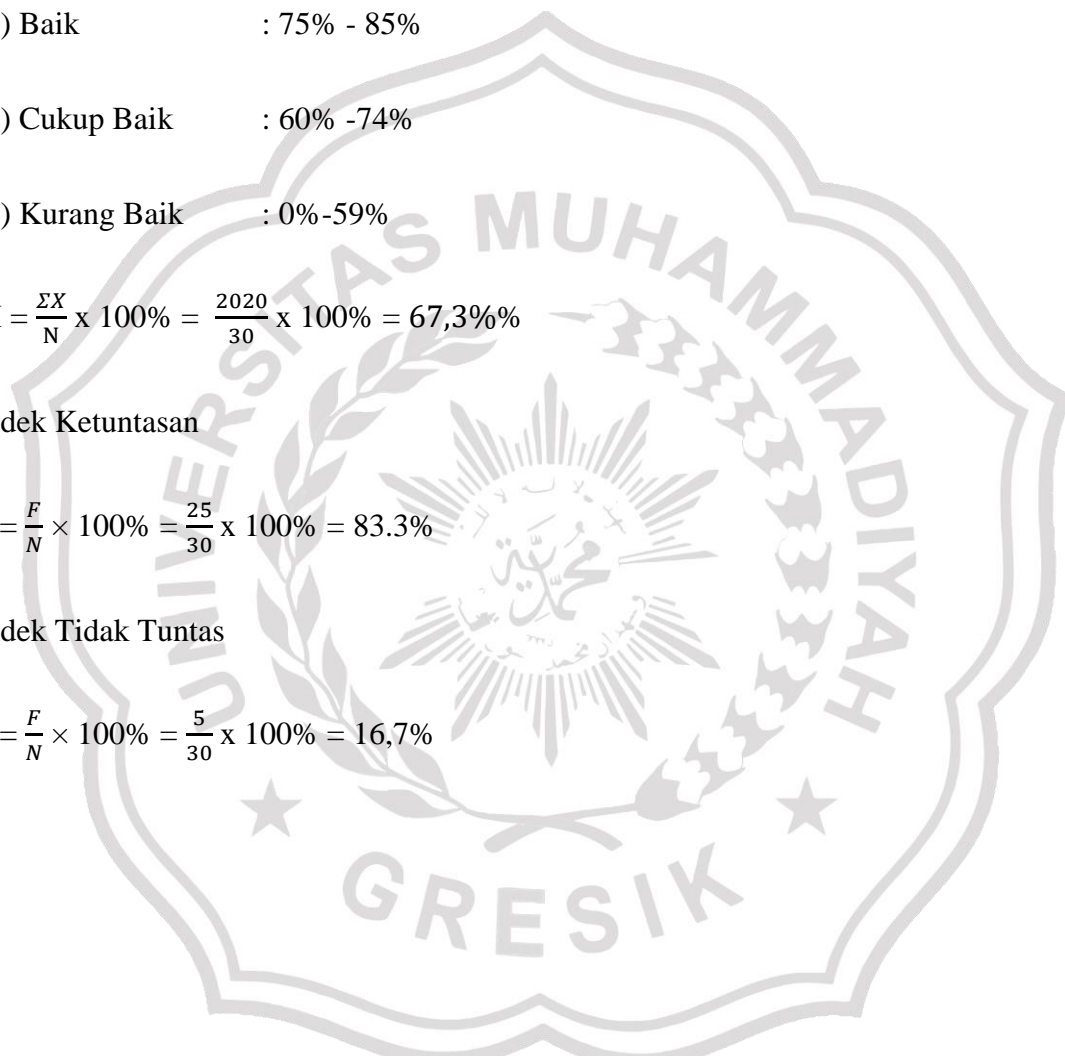 ) Baik : 75% - 85%
) Cukup Baik : 60% -74%
) Kurang Baik : 0%-59%
= ΣX/N x 100% = 2020/30 x 100% = 67,3%%
dek Ketuntasan
= F/N × 100% = 25/30 x 100% = 83.3%
dek Tidak Tuntas
= F/N × 100% = 5/30 x 100% = 16,7%
UNIVERSITAS MUHAMMADIYAH
GRESIK